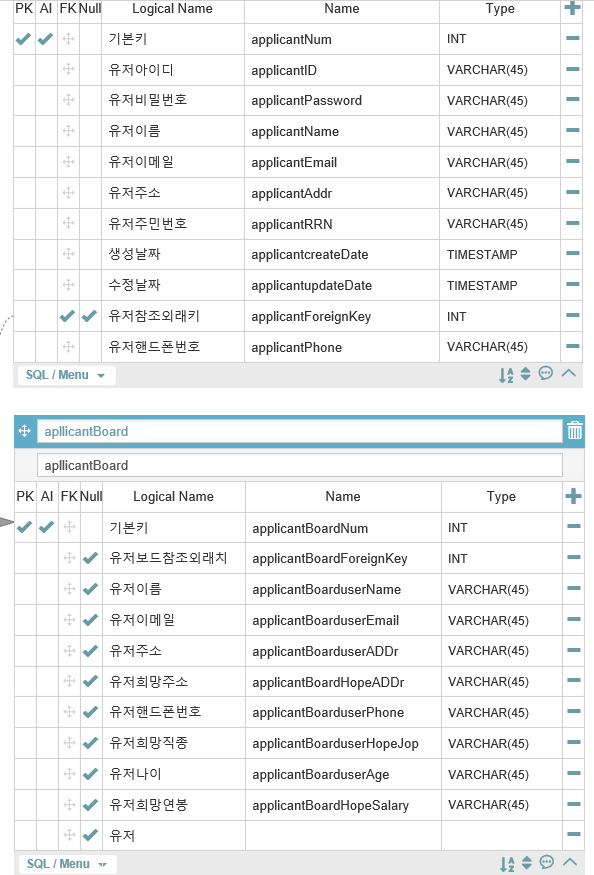 PK AI FK Null Logical Name Name Type
기본키 applicantNum INT
유저아이디 applicantID VARCHAR(45)
유저비밀번호 applicantPassword VARCHAR(45)
유저이름 applicantName VARCHAR(45)
유저이메일 applicantEmail VARCHAR(45)
유저주소 applicantAddr VARCHAR(45)
유저주민번호 applicantRRN VARCHAR(45)
생성날짜 applicantcreateDate TIMESTAMP
수정날짜 applicantupdateDate TIMESTAMP
유저참조외래키 applicantForeignKey INT
유저핸드폰번호 applicantPhone VARCHAR(45)
SQL / Menu
apllicantBoard
apllicantBoard
PK AI FK Null Logical Name Name Type
기본키 applicantBoardNum INT
유저보드참조외래치 applicantBoardForeignKey INT
유저이름 applicantBoarduserName VARCHAR(45)
유저이메일 applicantBoarduserEmail VARCHAR(45)
유저주소 applicantBoarduserADDr VARCHAR(45)
유저희망주소 applicantBoardHopeADDr VARCHAR(45)
유저핸드폰번호 applicantBoarduserPhone VARCHAR(45)
유저희망직종 applicantBoarduserHopeJop VARCHAR(45)
유저나이 applicantBoarduserAge VARCHAR(45)
유저희망연봉 applicantBoardHopeSalary VARCHAR(45)
유저
SQL / Menu